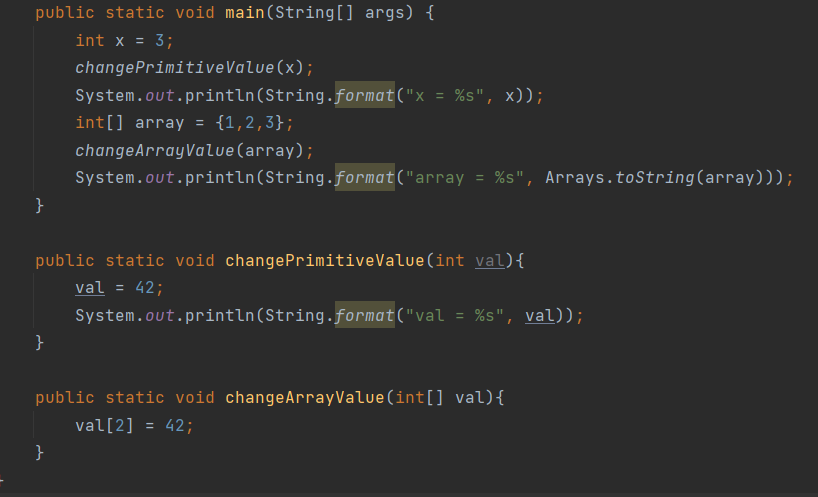 public static void main(String[] args) {
    int x = 3;
    changePrimitiveValue(x);
    System.out.println(String.format("x = %s", x));
    int[] array = {1,2,3};
    changeArrayValue(array);
    System.out.println(String.format("array = %s", Arrays.toString(array)));
}
public static void changePrimitiveValue(int val){
    val = 42;
    System.out.println(String.format("val = %s", val));
}
public static void changeArrayValue(int[] val){
    val[2] = 42;
}